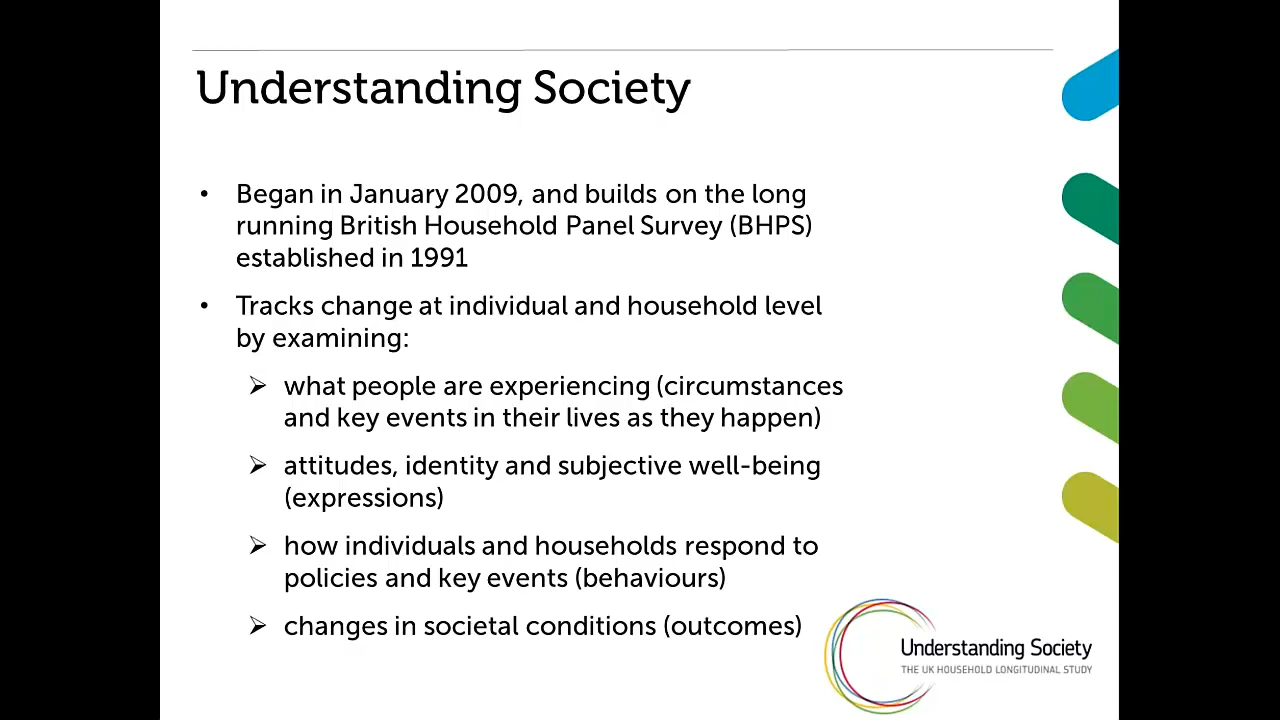 Understanding Society
• Began in January 2009, and builds on the long
running British Household Panel Survey (BHPS)
established in 1991
• Tracks change at individual and household level
by examining:
➢ what people are experiencing (circumstances
and key events in their lives as they happen)
➢ attitudes, identity and subjective well-being
(expressions)
➢ how individuals and households respond to
policies and key events (behaviours)
➢ changes in societal conditions (outcomes)
Understanding Society
THE UK HOUSEHOLD LONGITUDINAL STUDY